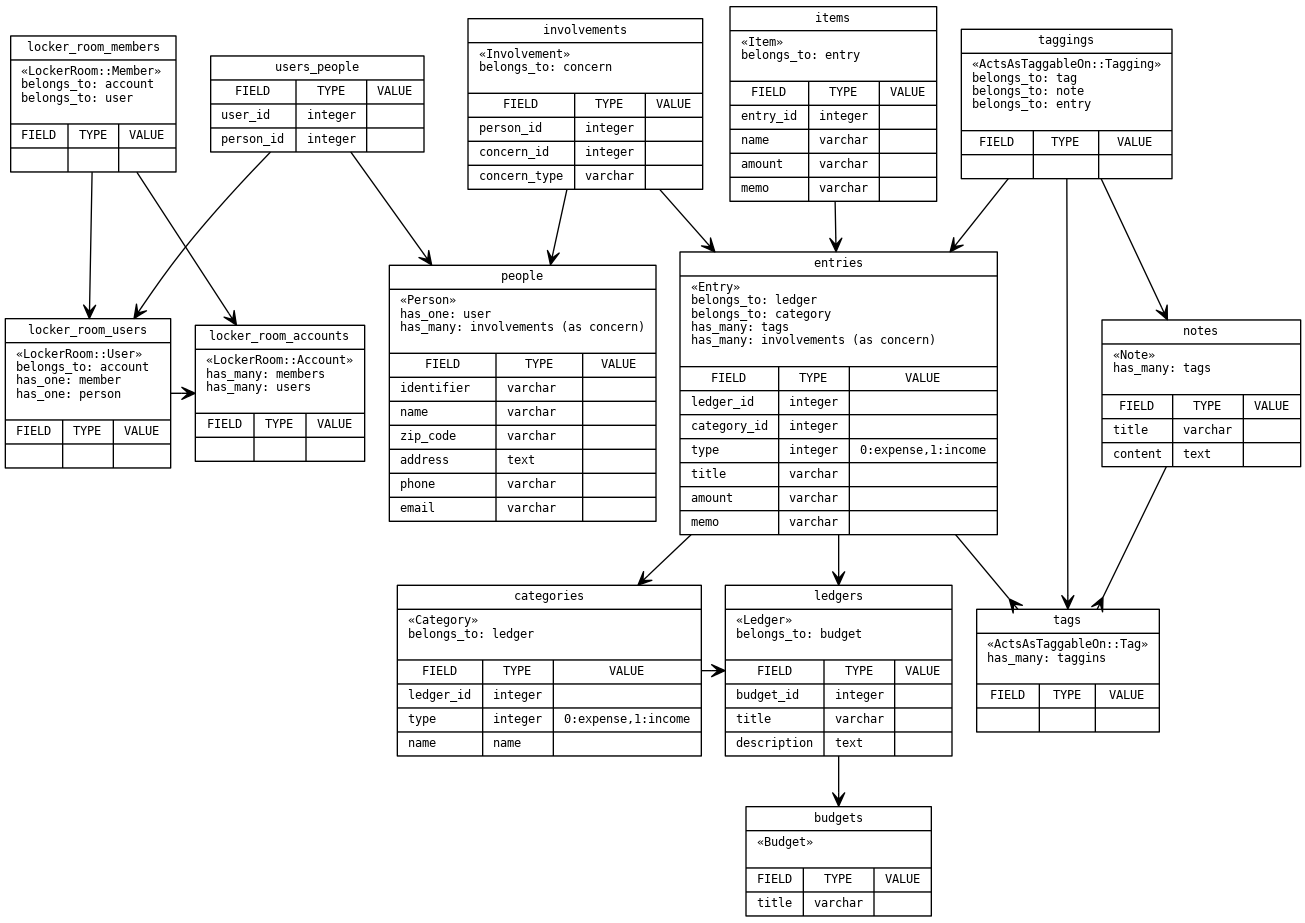 locker_room_members
«LockerRoom::Member»
belongs_to: account
belongs_to: user
FIELD TYPE VALUE
users_people
FIELD TYPE VALUE
user_id integer
person_id integer
involvements
«Involvement»
belongs_to: concern
FIELD TYPE VALUE
person_id integer
concern_id integer
concern_type varchar
items
«Item»
belongs_to: entry
FIELD TYPE VALUE
entry_id integer
name varchar
amount varchar
memo varchar
taggings
«ActsAsTaggableOn::Tagging»
belongs_to: tag
belongs_to: note
belongs_to: entry
FIELD TYPE VALUE
locker_room_users
«LockerRoom::User»
belongs_to: account
has_one: member
has_one: person
FIELD TYPE VALUE
locker_room_accounts
«LockerRoom::Account»
has_many: members
has_many: users
FIELD TYPE VALUE
people
«Person»
has_one: user
has_many: involvements (as concern)
FIELD TYPE VALUE
identifier varchar
name varchar
zip_code varchar
address text
phone varchar
email varchar
entries
«Entry»
belongs_to: ledger
belongs_to: category
has_many: tags
has_many: involvements (as concern)
FIELD TYPE VALUE
ledger_id integer
category_id integer
type integer 0:expense,1:income
title varchar
amount varchar
memo varchar
notes
«Note»
has_many: tags
FIELD TYPE VALUE
title varchar
content text
categories
«Category»
belongs_to: ledger
FIELD TYPE VALUE
ledger_id integer
type integer 0:expense,1:income
name name
ledgers
«Ledger»
belongs_to: budget
FIELD TYPE VALUE
budget_id integer
title varchar
description text
tags
«ActsAsTaggableOn::Tag»
has_many: taggins
FIELD TYPE VALUE
budgets
«Budget»
FIELD TYPE VALUE
title varchar